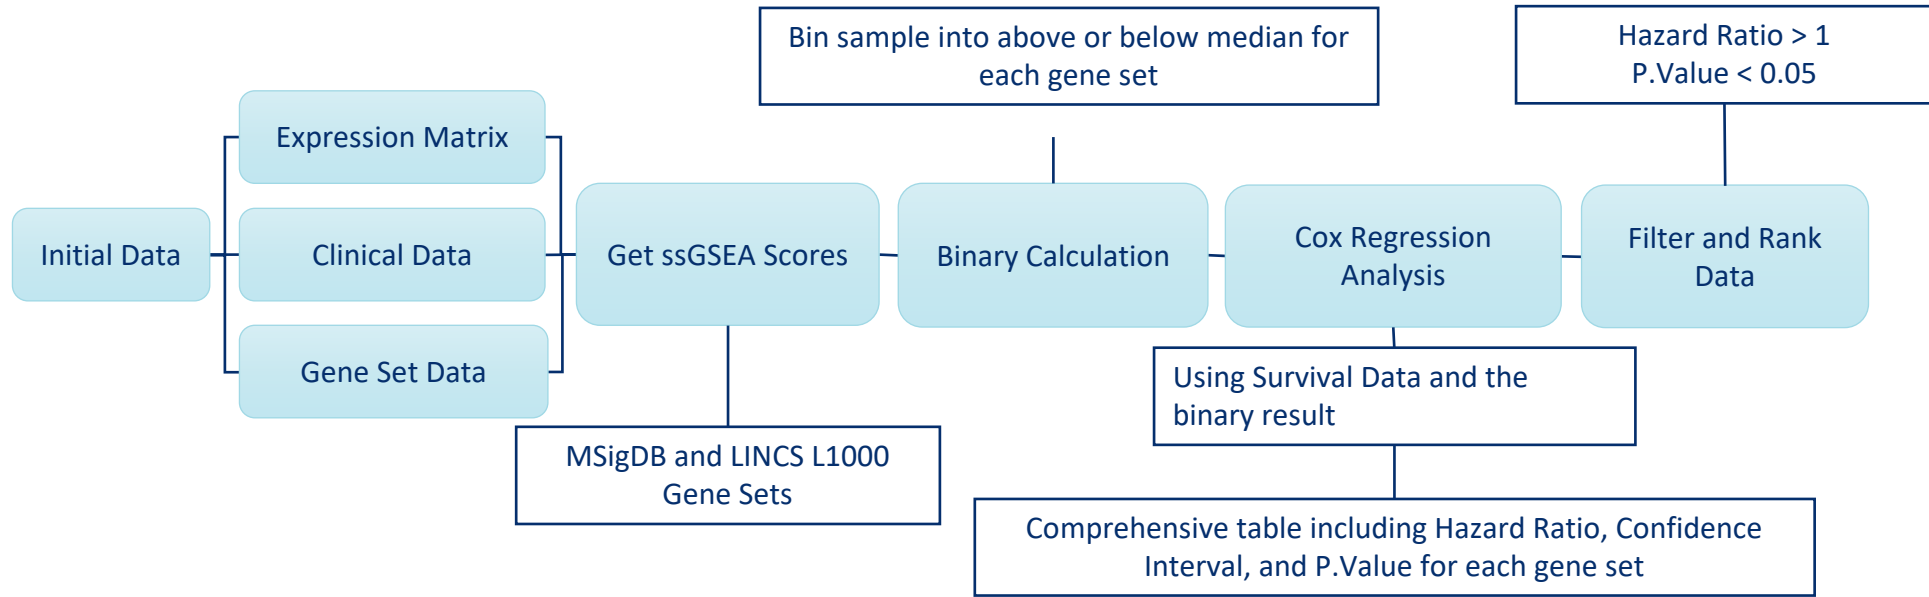 Bin sample into above or below median for
each gene set
Hazard Ratio > 1
P.Value < 0.05
Expression Matrix
Initial Data
Clinical Data
Get ssGSEA Scores
Binary Calculation
Cox Regression
Analysis
Filter and Rank
Data
Gene Set Data
Using Survival Data and the
binary result
MSigDB and LINCS L1000
Gene Sets
Comprehensive table including Hazard Ratio, Confidence
Interval, and P.Value for each gene set